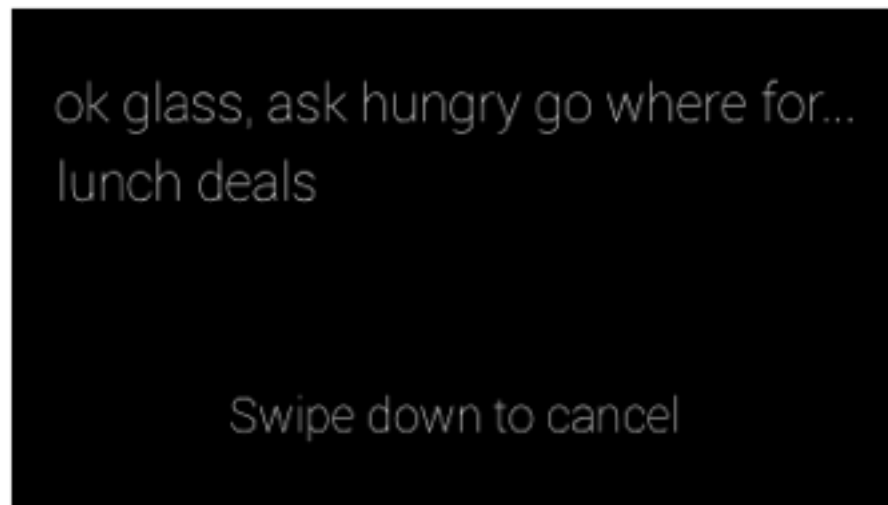 ok glass, ask hungry go where for...
lunch deals
Swipe down to cancel